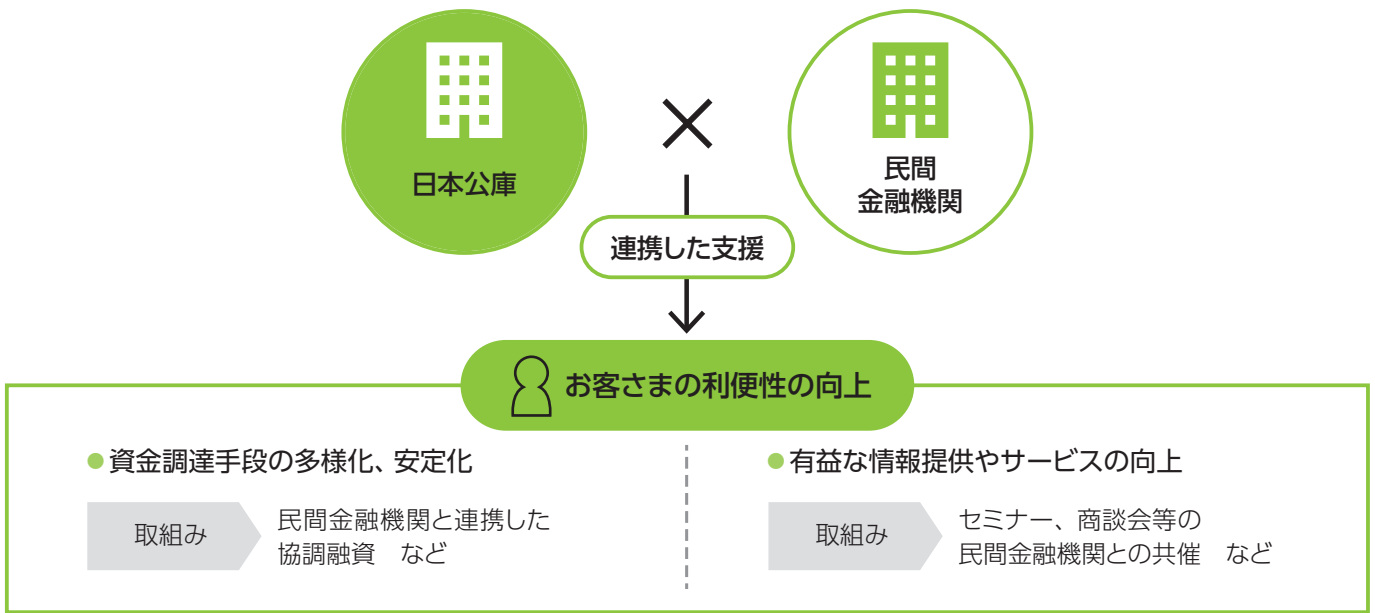 日本公庫
民間
金融機関
連携した支援
お客さまの利便性の向上
●資金調達手段の多様化、安定化
取組み
民間金融機関と連携した
協調融資　など
●有益な情報提供やサービスの向上
取組み
セミナー、商談会等の
民間金融機関との共催　など